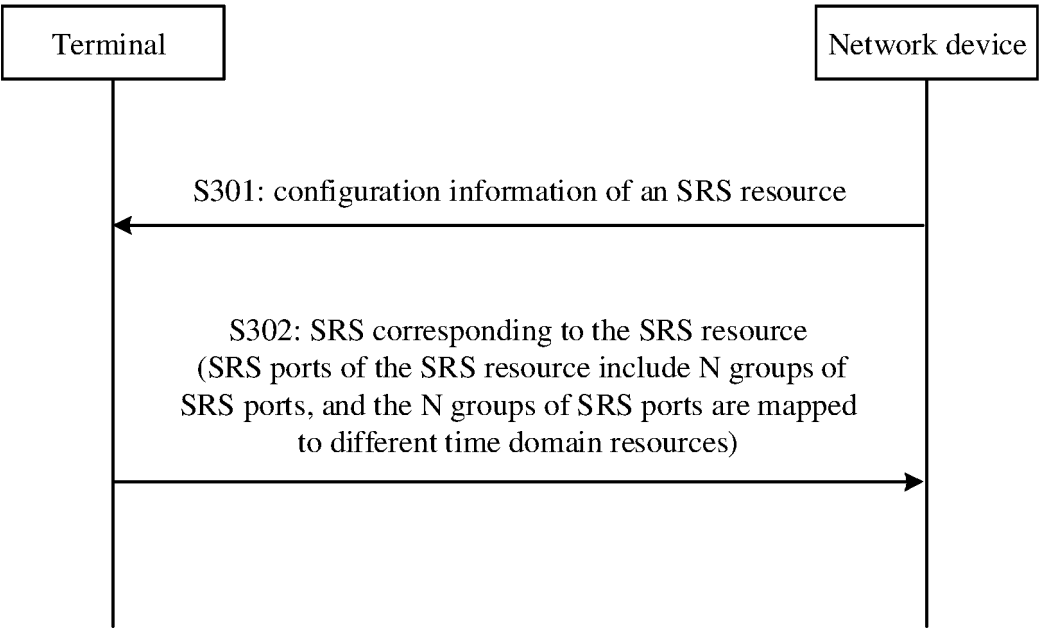 Terminal
Network device
S301: configuration information of an SRS resource
S302: SRS corresponding to the SRS resource
(SRS ports of the SRS resource include N groups of
SRS ports, and the N groups of SRS ports are mapped
to different time domain resources)